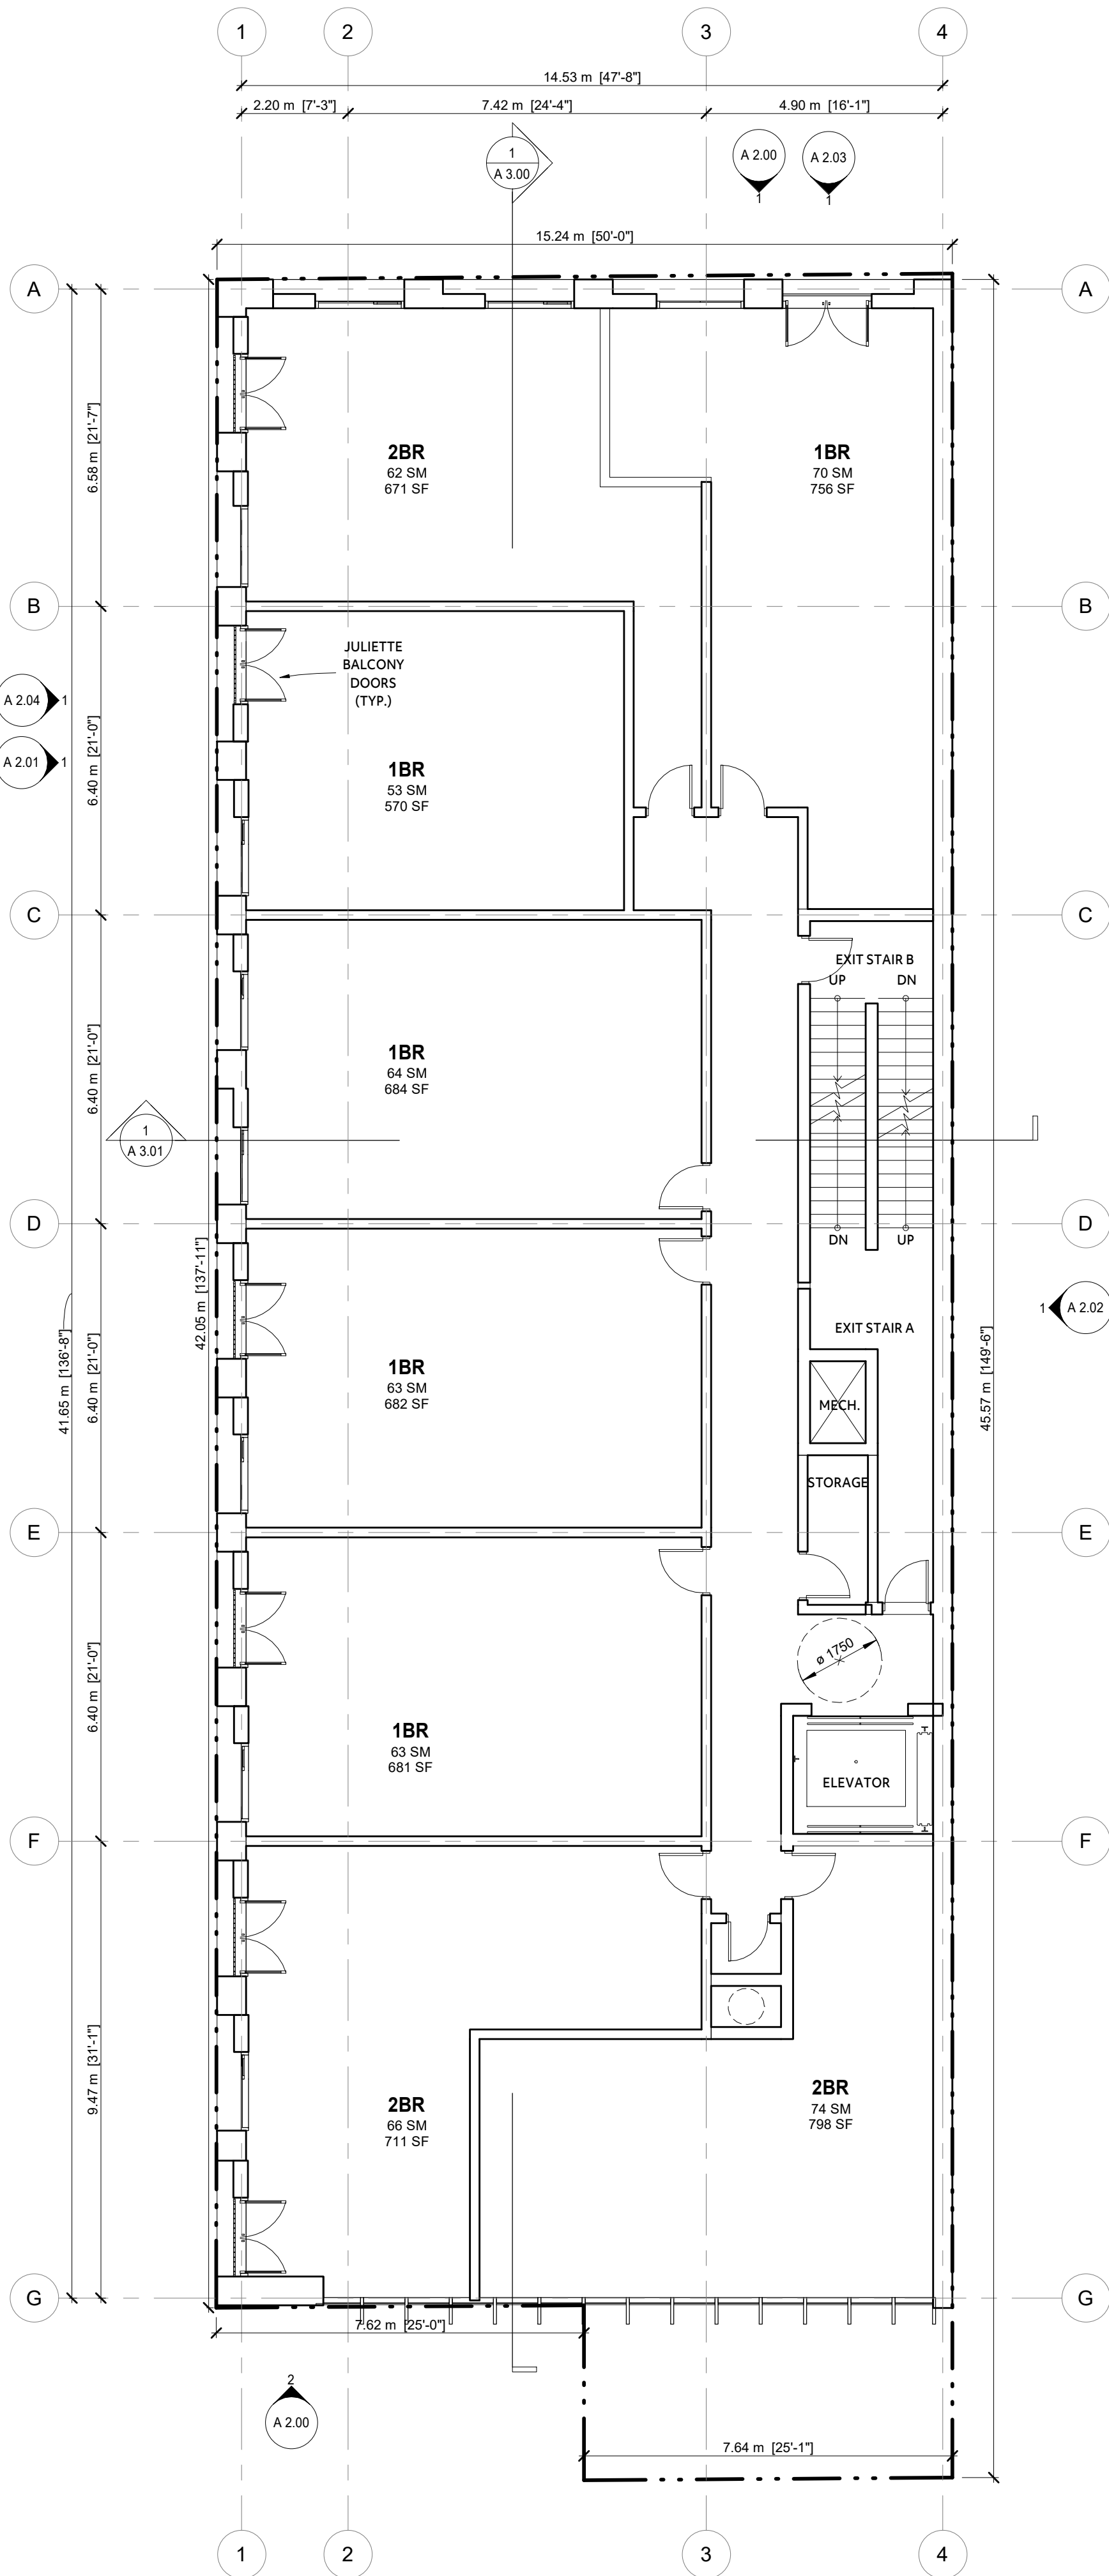 1
2
3
4
14.53 m [47'-8"]
2.20 m [7'-3"]
7.42 m [24'-4"]
4.90 m [16'-1"]
1
A 3.00
A 2.00
1
A 2.03
1
15.24 m [50'-0"]
A
A
6.58 m [21'-7"]
2BR
62 SM
671 SF
1BR
70 SM
756 SF
B
B
JULIETTE
BALCONY
DOORS
(TYP.)
A 2.04
1
A 2.01
1
6.40 m [21'-0"]
1BR
53 SM
570 SF
C
C
EXIT STAIR B
UP
DN
6.40 m [21'-0"]
1BR
64 SM
684 SF
1
A 3.01
D
D
DN
UP
42.05 m [137'-11"]
41.65 m [136'-8"]
6.40 m [21'-0"]
1BR
63 SM
682 SF
EXIT STAIR A
1
A 2.02
45.57 m [149'-6"]
MECH.
STORAGE
E
E
ø 1750
6.40 m [21'-0"]
1BR
63 SM
681 SF
ELEVATOR
F
F
9.47 m [31'-1"]
2BR
66 SM
711 SF
2BR
74 SM
798 SF
G
G
7.62 m [25'-0"]
2
A 2.00
7.64 m [25'-1"]
1
2
3
4